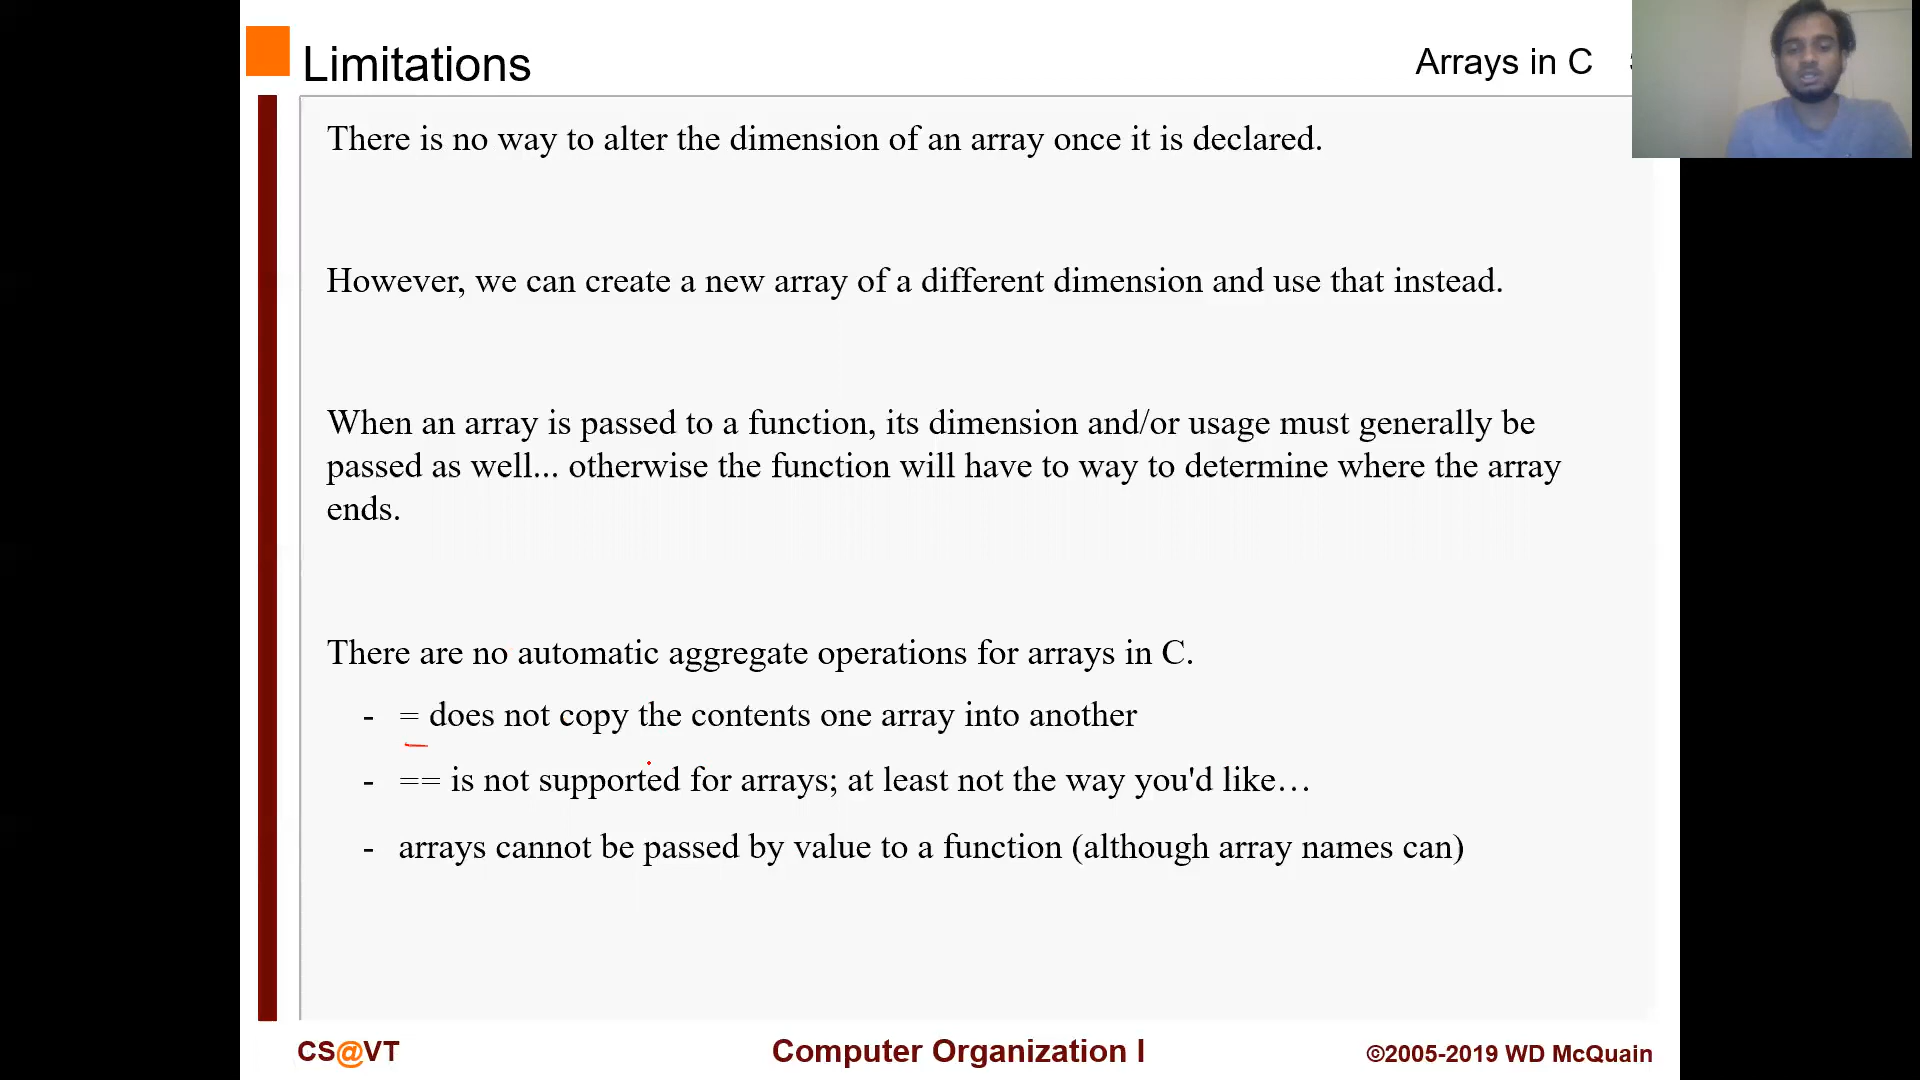 Limitations
Arrays in C
There is no way to alter the dimension of an array once it is declared.
However, we can create a new array of a different dimension and use that instead.
When an array is passed to a function, its dimension and/or usage must generally be
passed as well... otherwise the function will have to way to determine where the array
ends.
There are no automatic aggregate operations for arrays in C.
- = does not copy the contents one array into another
- == is not supported for arrays; at least not the way you'd like…
- arrays cannot be passed by value to a function (although array names can)
CS@VT
Computer Organization I
©2005-2019 WD McQuain